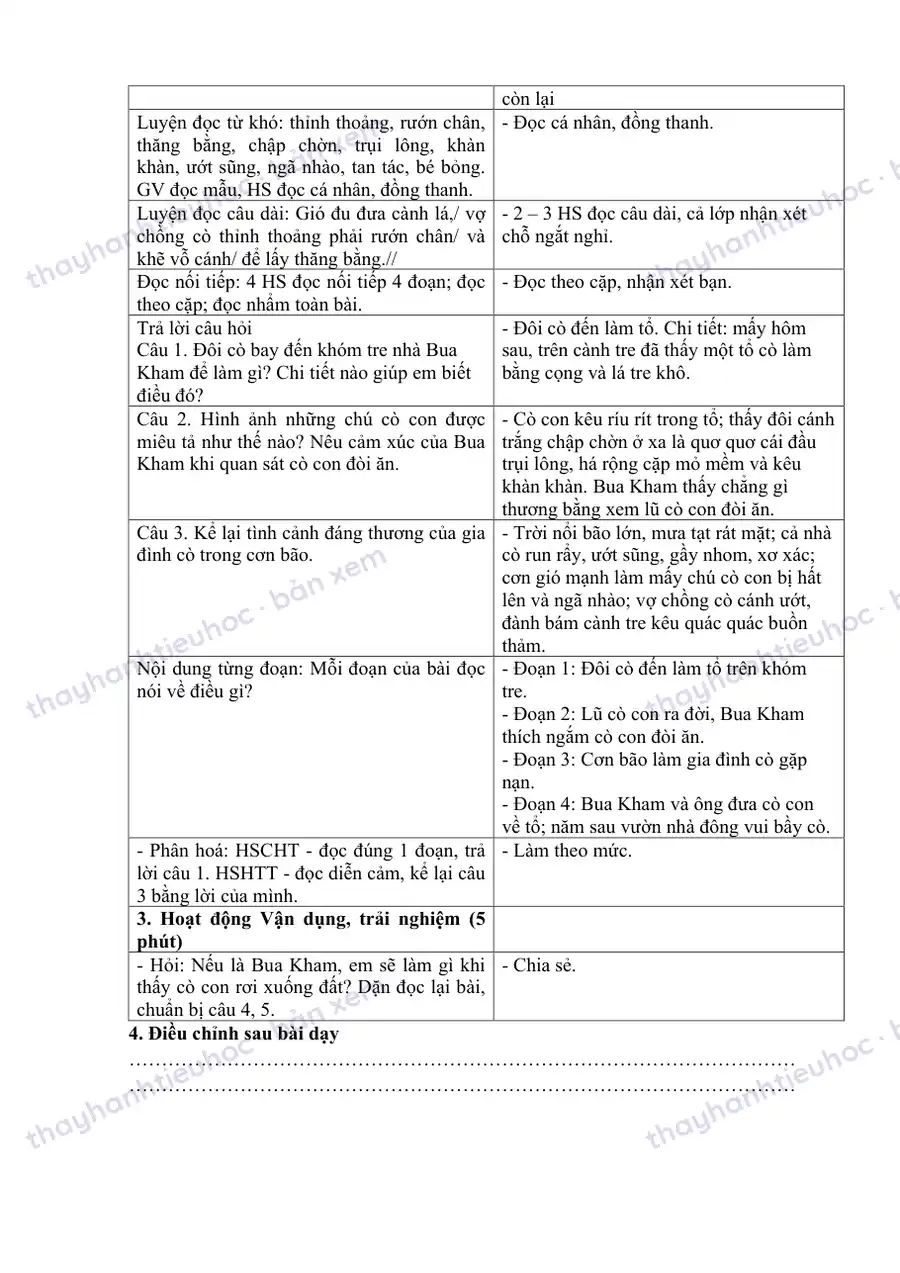 còn lại
Luyện đọc từ khó: thỉnh thoảng, rướn chân,
thăng bằng, chập chờn, trụi lông, khàn
khàn, ướt sũng, ngã nhào, tan tác, bé bỏng.
GV đọc mẫu, HS đọc cá nhân, đồng thanh.
- Đọc cá nhân, đồng thanh.
Luyện đọc câu dài: Gió đu đưa cành lá,/ vợ
chồng cò thỉnh thoảng phải rướn chân/ và
khẽ vỗ cánh/ để lấy thăng bằng.//
- 2 – 3 HS đọc câu dài, cả lớp nhận xét
chỗ ngắt nghỉ.
Đọc nối tiếp: 4 HS đọc nối tiếp 4 đoạn; đọc
theo cặp; đọc nhẩm toàn bài.
- Đọc theo cặp, nhận xét bạn.
Trả lời câu hỏi
Câu 1. Đôi cò bay đến khóm tre nhà Bua
Kham để làm gì? Chi tiết nào giúp em biết
điều đó?
- Đôi cò đến làm tổ. Chi tiết: mấy hôm
sau, trên cành tre đã thấy một tổ cò làm
bằng cọng và lá tre khô.
Câu 2. Hình ảnh những chú cò con được
miêu tả như thế nào? Nêu cảm xúc của Bua
Kham khi quan sát cò con đòi ăn.
- Cò con kêu ríu rít trong tổ; thấy đôi cánh
trắng chập chờn ở xa là quơ quơ cái đầu
trụi lông, há rộng cặp mỏ mềm và kêu
khàn khàn. Bua Kham thấy chẳng gì
thương bằng xem lũ cò con đòi ăn.
Câu 3. Kể lại tình cảnh đáng thương của gia
đình cò trong cơn bão.
- Trời nổi bão lớn, mưa tạt rát mặt; cả nhà
cò run rẩy, ướt sũng, gầy nhom, xơ xác;
cơn gió mạnh làm mấy chú cò con bị hất
lên và ngã nhào; vợ chồng cò cánh ướt,
đành bám cành tre kêu quác quác buồn
thảm.
Nội dung từng đoạn: Mỗi đoạn của bài đọc
nói về điều gì?
- Đoạn 1: Đôi cò đến làm tổ trên khóm
tre.
- Đoạn 2: Lũ cò con ra đời, Bua Kham
thích ngắm cò con đòi ăn.
- Đoạn 3: Cơn bão làm gia đình cò gặp
nạn.
- Đoạn 4: Bua Kham và ông đưa cò con
về tổ; năm sau vườn nhà đông vui bầy cò.
- Phân hoá: HSCHT - đọc đúng 1 đoạn, trả
lời câu 1. HSHTT - đọc diễn cảm, kể lại câu
3 bằng lời của mình.
- Làm theo mức.
3. Hoạt động Vận dụng, trải nghiệm (5
phút)
- Hỏi: Nếu là Bua Kham, em sẽ làm gì khi
thấy cò con rơi xuống đất? Dặn đọc lại bài,
chuẩn bị câu 4, 5.
- Chia sẻ.
4. Điều chỉnh sau bài dạy
thayhanhtieuhoc · bản xem
thayhanhtieuhoc · b
thayhanhtieuhoc · bản xem
thayhanhtieuhoc · b
thayhanhtieuhoc · bản xem
thayhanhtieuhoc · b